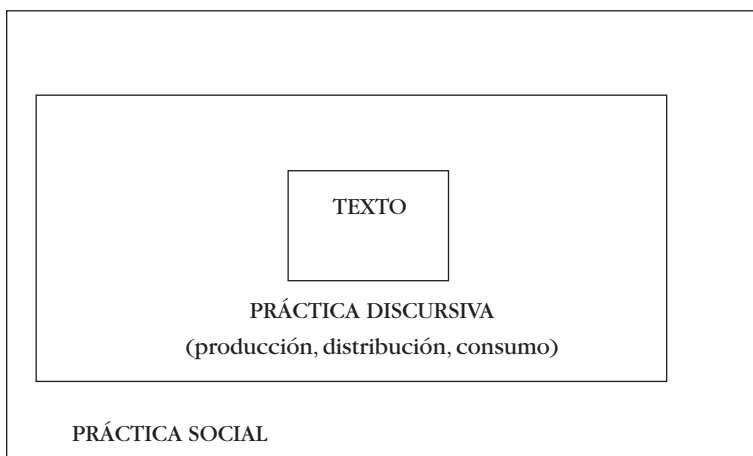 TEXTO
PRÁCTICA DISCURSIVA
(producción, distribución, consumo)
PRÁCTICA SOCIAL